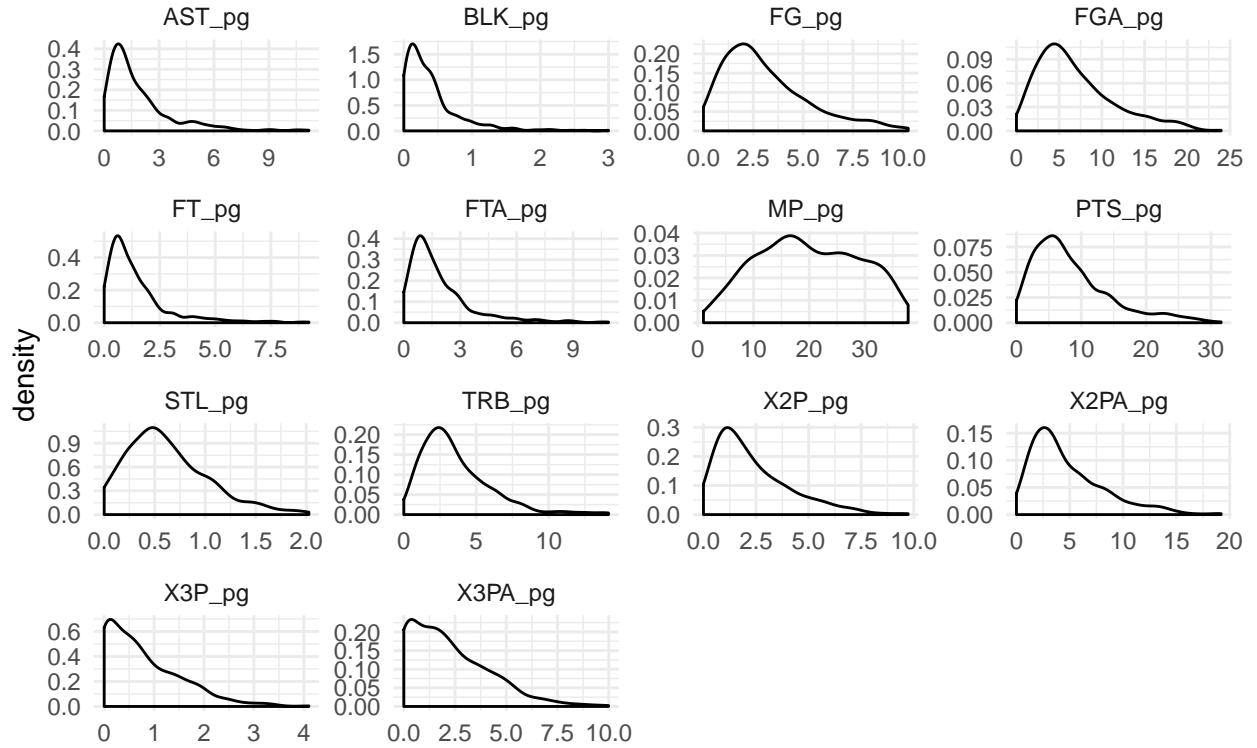 AST_pg BLK_pg FG_pg FGA_pg
0.4 1.5 0.20 0.09
0.3 1.0 0.15 0.06
0.2 0.5 0.10 0.03
0.1 0.0 0.05 0.00
0.0 0.00
0 3 6 9 0 1 2 3 0.0 2.5 5.0 7.5 10.0 0 5 10 15 20 25
FT_pg FTA_pg MP_pg PTS_pg
0.4 0.4 0.04 0.075
0.2 0.3 0.03 0.050
0.0 0.2 0.02 0.025
0.1 0.01 0.000
0.0 0.00
0.0 2.5 5.0 7.5 0 3 6 9 0 10 20 30 0 10 20 30
density
STL_pg TRB_pg X2P_pg X2PA_pg
0.9 0.20 0.3 0.15
0.6 0.15 0.2 0.10
0.3 0.10 0.1 0.05
0.0 0.05 0.0 0.00
0.00
0.0 0.5 1.0 1.5 2.0 0 5 10 0.0 2.5 5.0 7.5 10.0 0 5 10 15 20
X3P_pg X3PA_pg
0.6 0.20
0.4 0.15
0.2 0.10
0.0 0.05
0.00
0 1 2 3 4 0.0 2.5 5.0 7.5 10.0